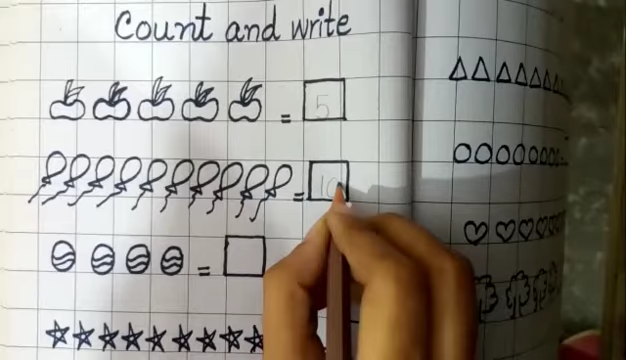 Count and write
= 5
= 10
=